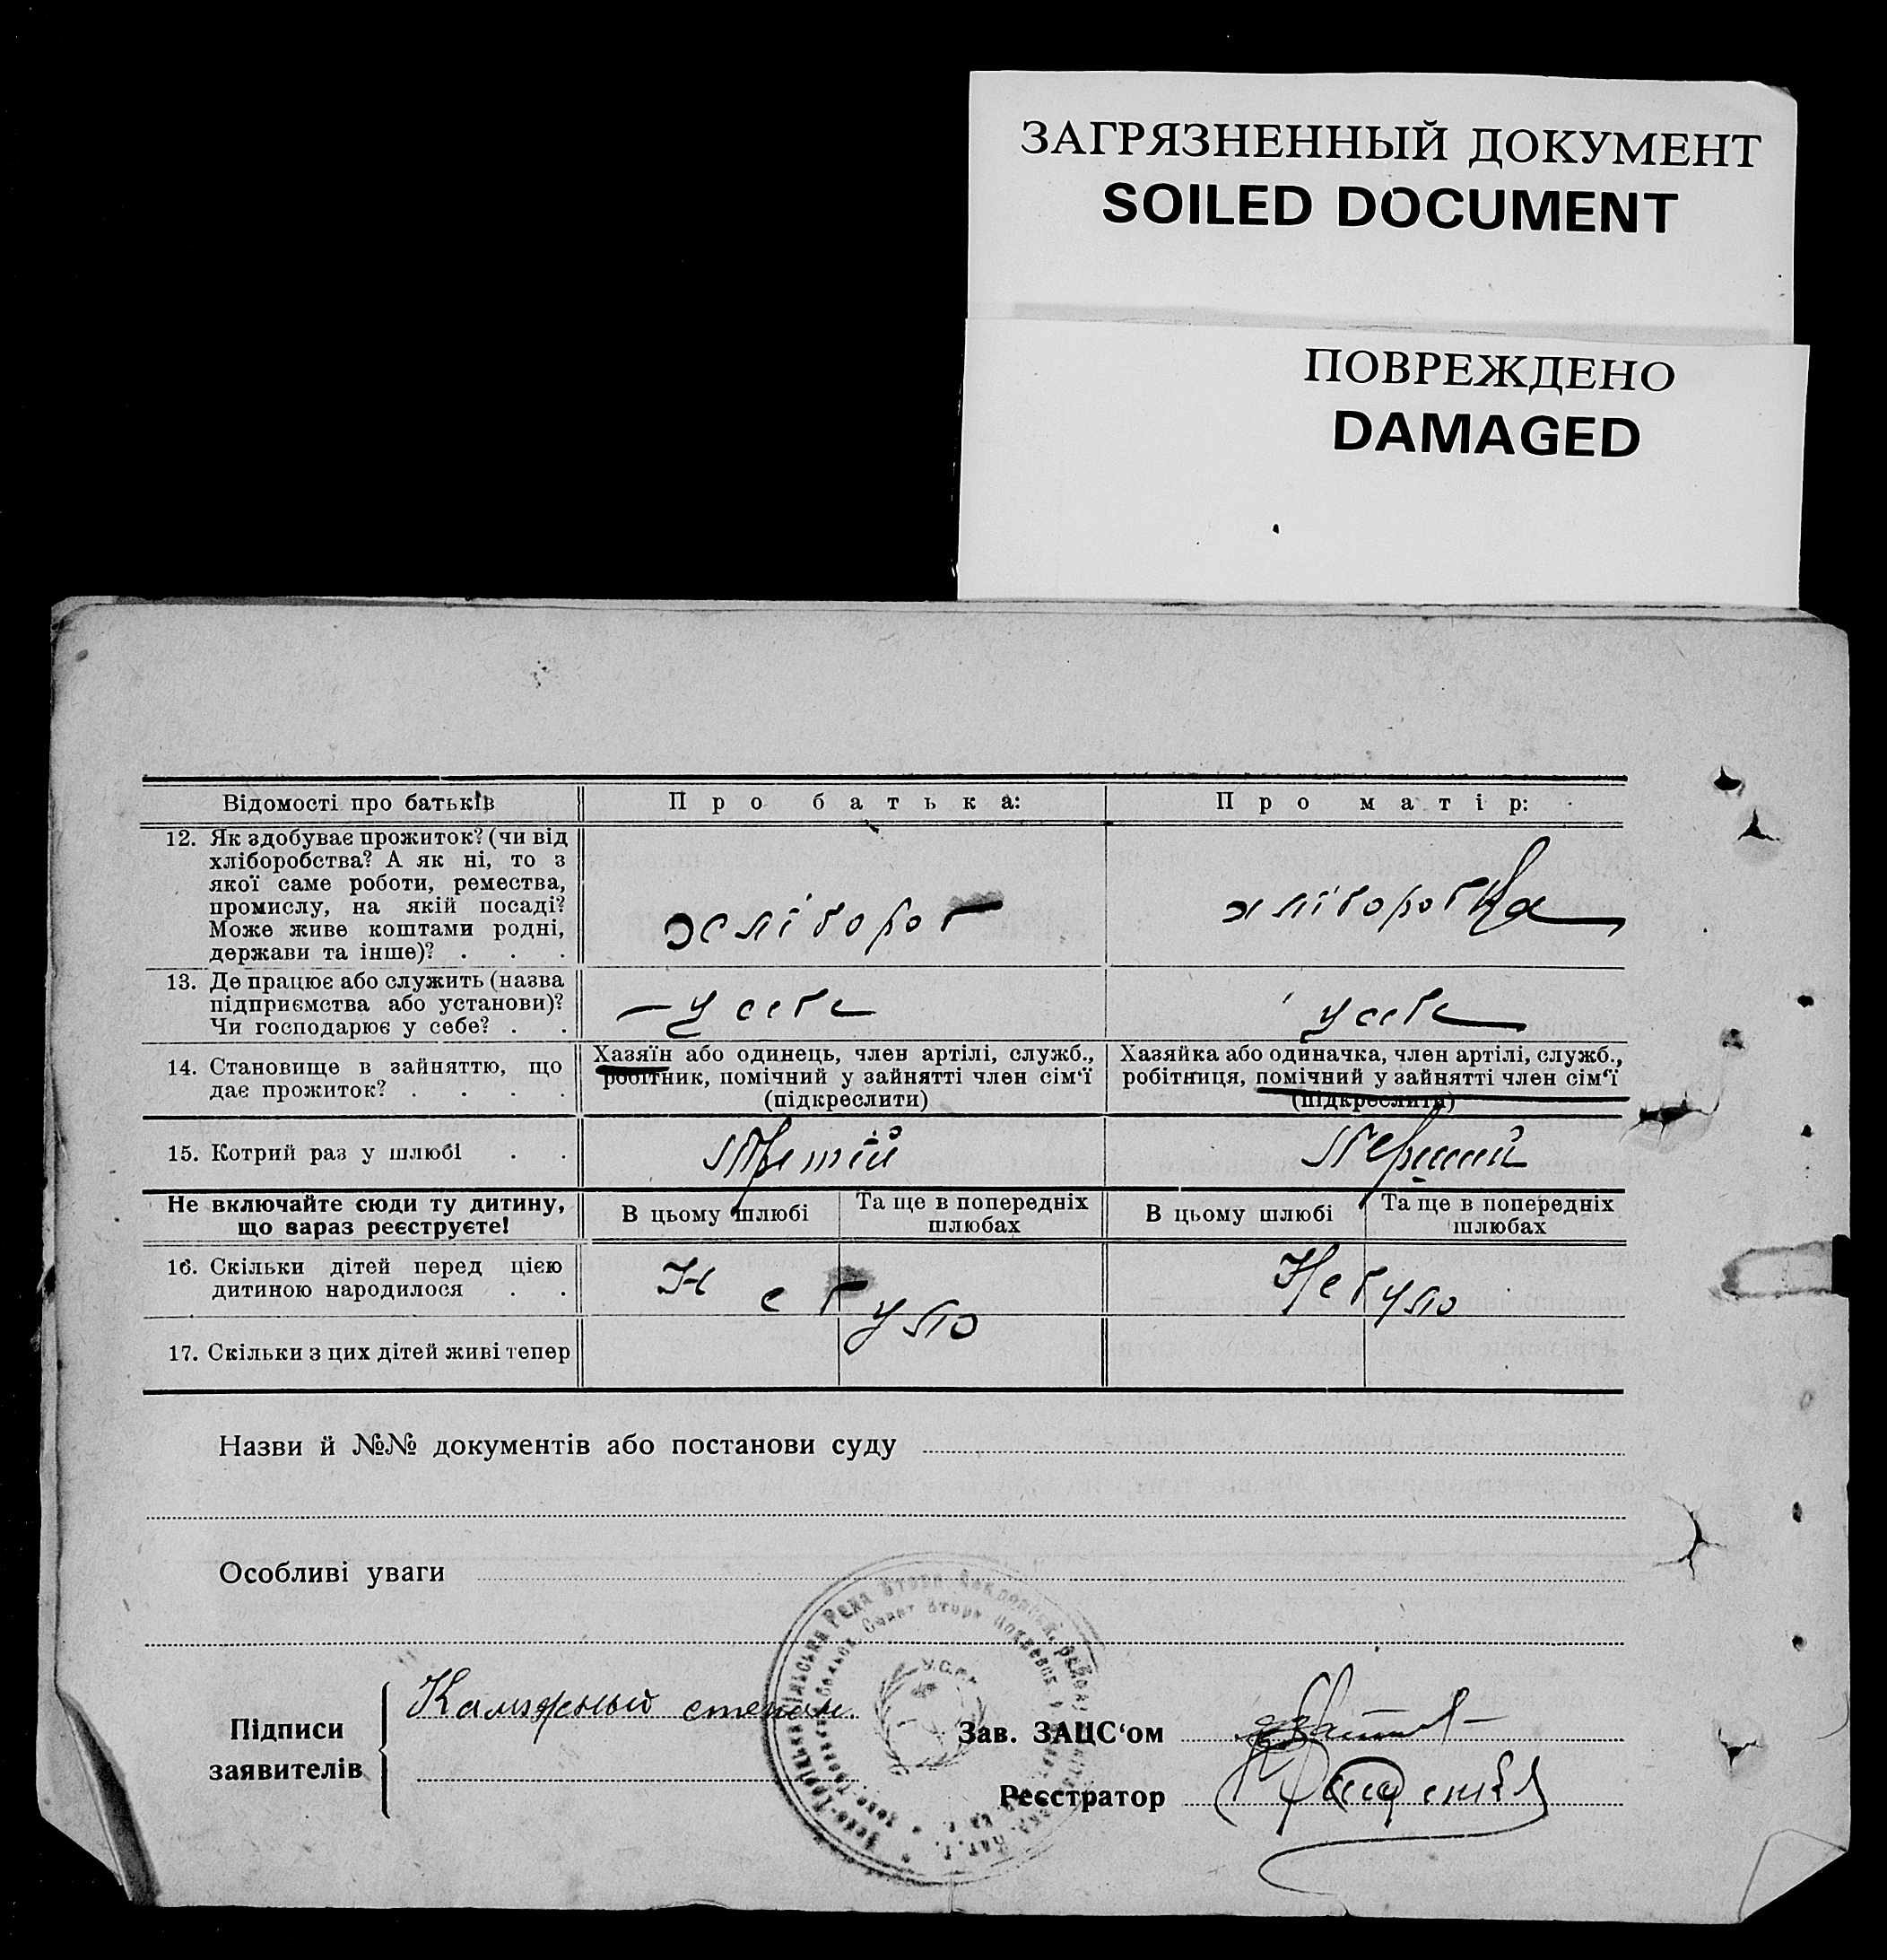 ЗАГРЯЗНЕННЫЙ ДОКУМЕНТ
SOILED DOCUMENT
ПОВРЕЖДЕНО
DAMAGED
Відомості про батьків
Про батька:
Про матір:
12. Як здобуває прожиток? (чи від
хліборобства? А як ні, то з
якої саме роботи, ремества,
промислу, на якій посаді?
Може живе коштами родні,
держави та інше)? . . .
хлібороб
хліборобка
13. Де працює або служить (назва
підприємства або установи)?
Чи господарює у себе? . .
у себе
у себе
14. Становище в зайняттю, що
дає прожиток? . . . .
Хазяїн або одинець, член артілі, служб.,
робітник, помічний у зайнятті член сім‘ї
(підкреслити)
Хазяйка або одиначка, член артілі, служб.,
робітниця, помічний у зайнятті член сім‘ї
(підкреслити)
15. Котрий раз у шлюбі . .
Третій
Перший
Не включайте сюди ту дитину,
що зараз реєструєте!
В цьому шлюбі
Та ще в попередніх
шлюбах
В цьому шлюбі
Та ще в попередніх
шлюбах
16. Скільки дітей перед цією
дитиною народилося . .
Не було
Не було
17. Скільки з цих дітей живі тепер
Назви й №№ документів або постанови суду
Особливі уваги
Підписи
заявителів
степан.
Зав. ЗАЦС‘ом
Реєстратор